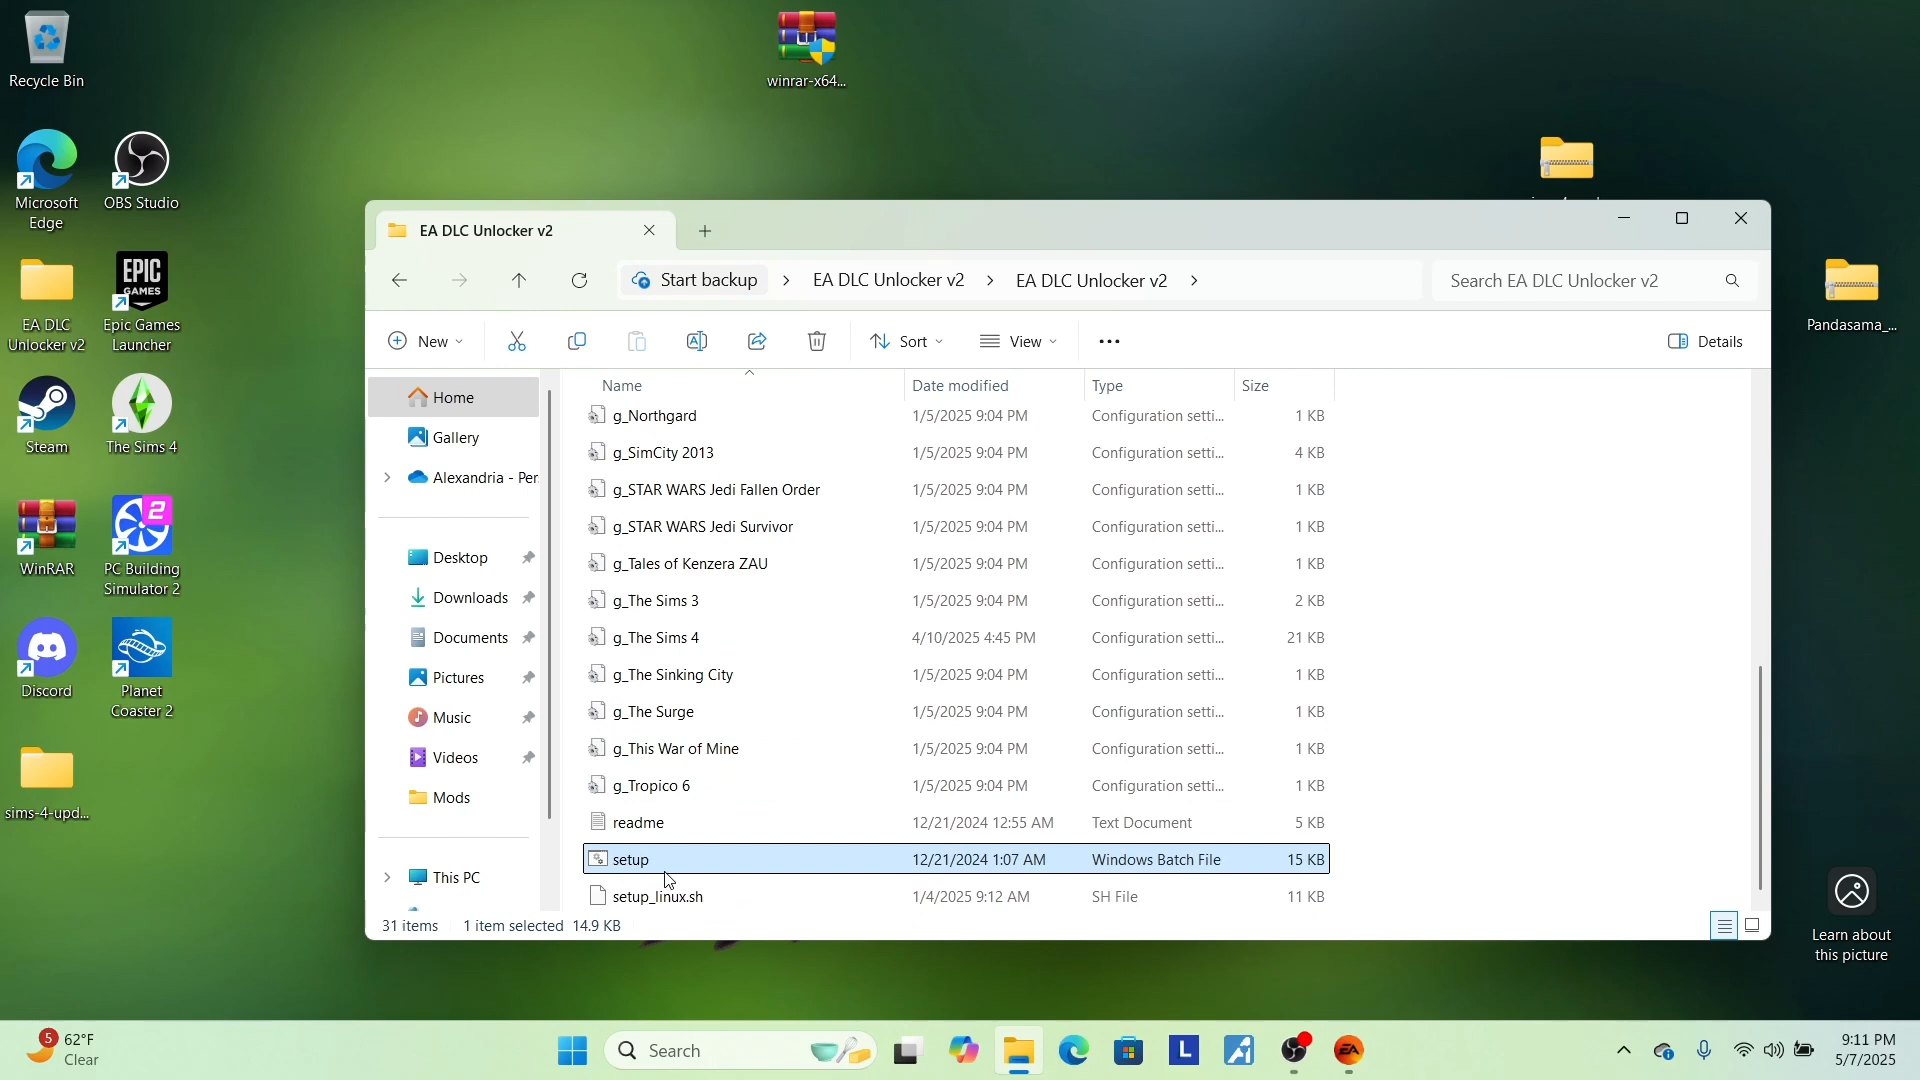 Recycle Bin
winrar-x64...
Microsoft
Edge
OBS Studio
EA DLC
Unlocker v2
EPIC
GAMES
Epic Games
Launcher
Steam
The Sims 4
WinRAR
2
PC Building
Simulator 2
Discord
Planet
Coaster 2
sims-4-upd...
Pandasama_...
Learn about
this picture
EA DLC Unlocker v2
Start backup
EA DLC Unlocker v2
EA DLC Unlocker v2
Search EA DLC Unlocker v2
New
Sort
View
Details
Home
Gallery
Alexandria - Per
Desktop
Downloads
Documents
Pictures
Music
Videos
Mods
This PC
Name Date modified Type Size
g_Northgard 1/5/2025 9:04 PM Configuration setti... 1 KB
g_SimCity 2013 1/5/2025 9:04 PM Configuration setti... 4 KB
g_STAR WARS Jedi Fallen Order 1/5/2025 9:04 PM Configuration setti... 1 KB
g_STAR WARS Jedi Survivor 1/5/2025 9:04 PM Configuration setti... 1 KB
g_Tales of Kenzera ZAU 1/5/2025 9:04 PM Configuration setti... 1 KB
g_The Sims 3 1/5/2025 9:04 PM Configuration setti... 2 KB
g_The Sims 4 4/10/2025 4:45 PM Configuration setti... 21 KB
g_The Sinking City 1/5/2025 9:04 PM Configuration setti... 1 KB
g_The Surge 1/5/2025 9:04 PM Configuration setti... 1 KB
g_This War of Mine 1/5/2025 9:04 PM Configuration setti... 1 KB
g_Tropico 6 1/5/2025 9:04 PM Configuration setti... 1 KB
readme 12/21/2024 12:55 AM Text Document 5 KB
setup 12/21/2024 1:07 AM Windows Batch File 15 KB
setup_linux.sh 1/4/2025 9:12 AM SH File 11 KB
31 items 1 item selected 14.9 KB
5
62°F
Clear
Search
L
EA
9:11 PM
5/7/2025